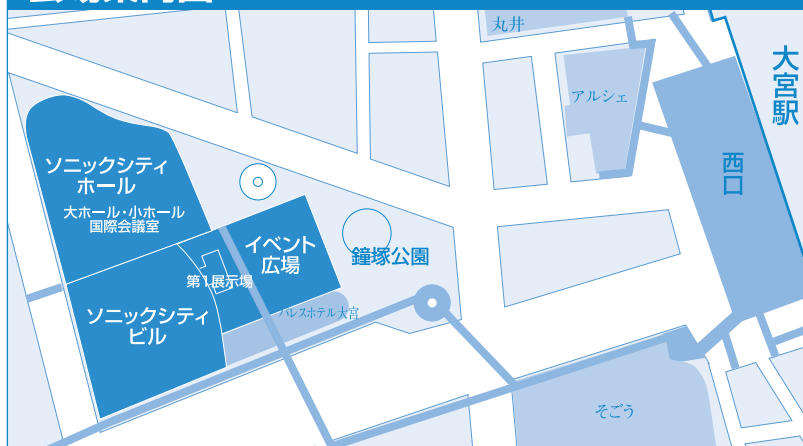 丸井
大宮駅
アルシェ
西口
ソニックシティ
ホール
大ホール・小ホール
国際会議室
イベント
広場
鐘塚公園
第1展示場
パレスホテル大宮
ソニックシティ
ビル
そごう